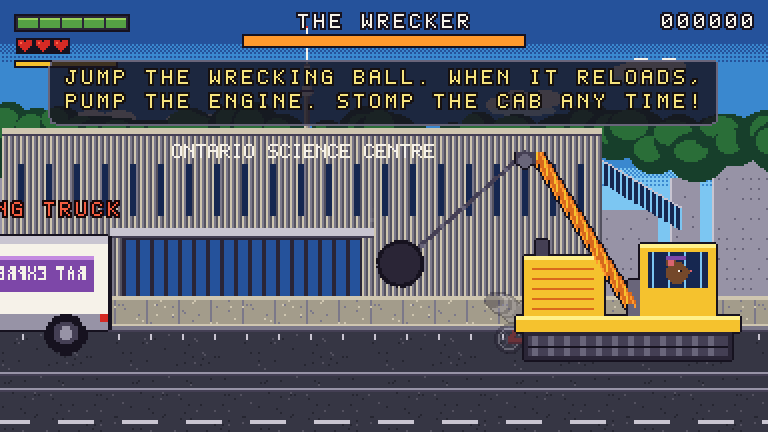 THE WRECKER
000000
JUMP THE WRECKING BALL. WHEN IT RELOADS,
PUMP THE ENGINE. STOMP THE CAB ANY TIME!
ONTARIO SCIENCE CENTRE
NG TRUCK